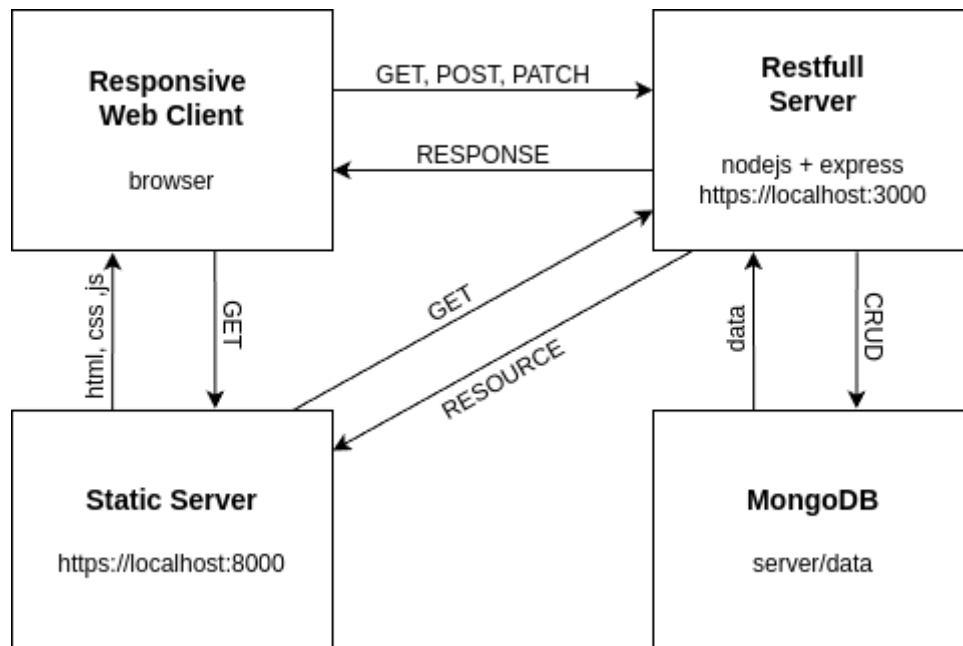 Responsive
Web Client
browser
GET, POST, PATCH
RESPONSE
Restfull
Server
nodejs + express
https://localhost:3000
html, css ,js
GET
GET
RESOURCE
data
CRUD
Static Server
https://localhost:8000
MongoDB
server/data